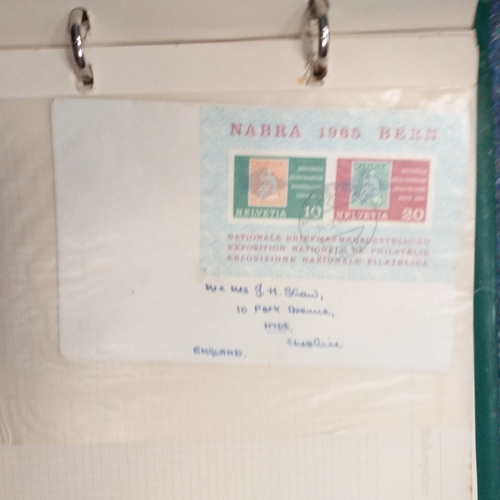 NABRA 1965 BERN
HELVETIA 10
HELVETIA 20
NATIONALE BRIEFMARKENAUSSTELLUNG
EXPOSITION NATIONALE DE PHILATELIE
ESPOSIZIONE NAZIONALE FILATELICA
Mr & Mrs G. H. Shaw,
10 Park Avenue,
HYDE,
Cheshire
ENGLAND.